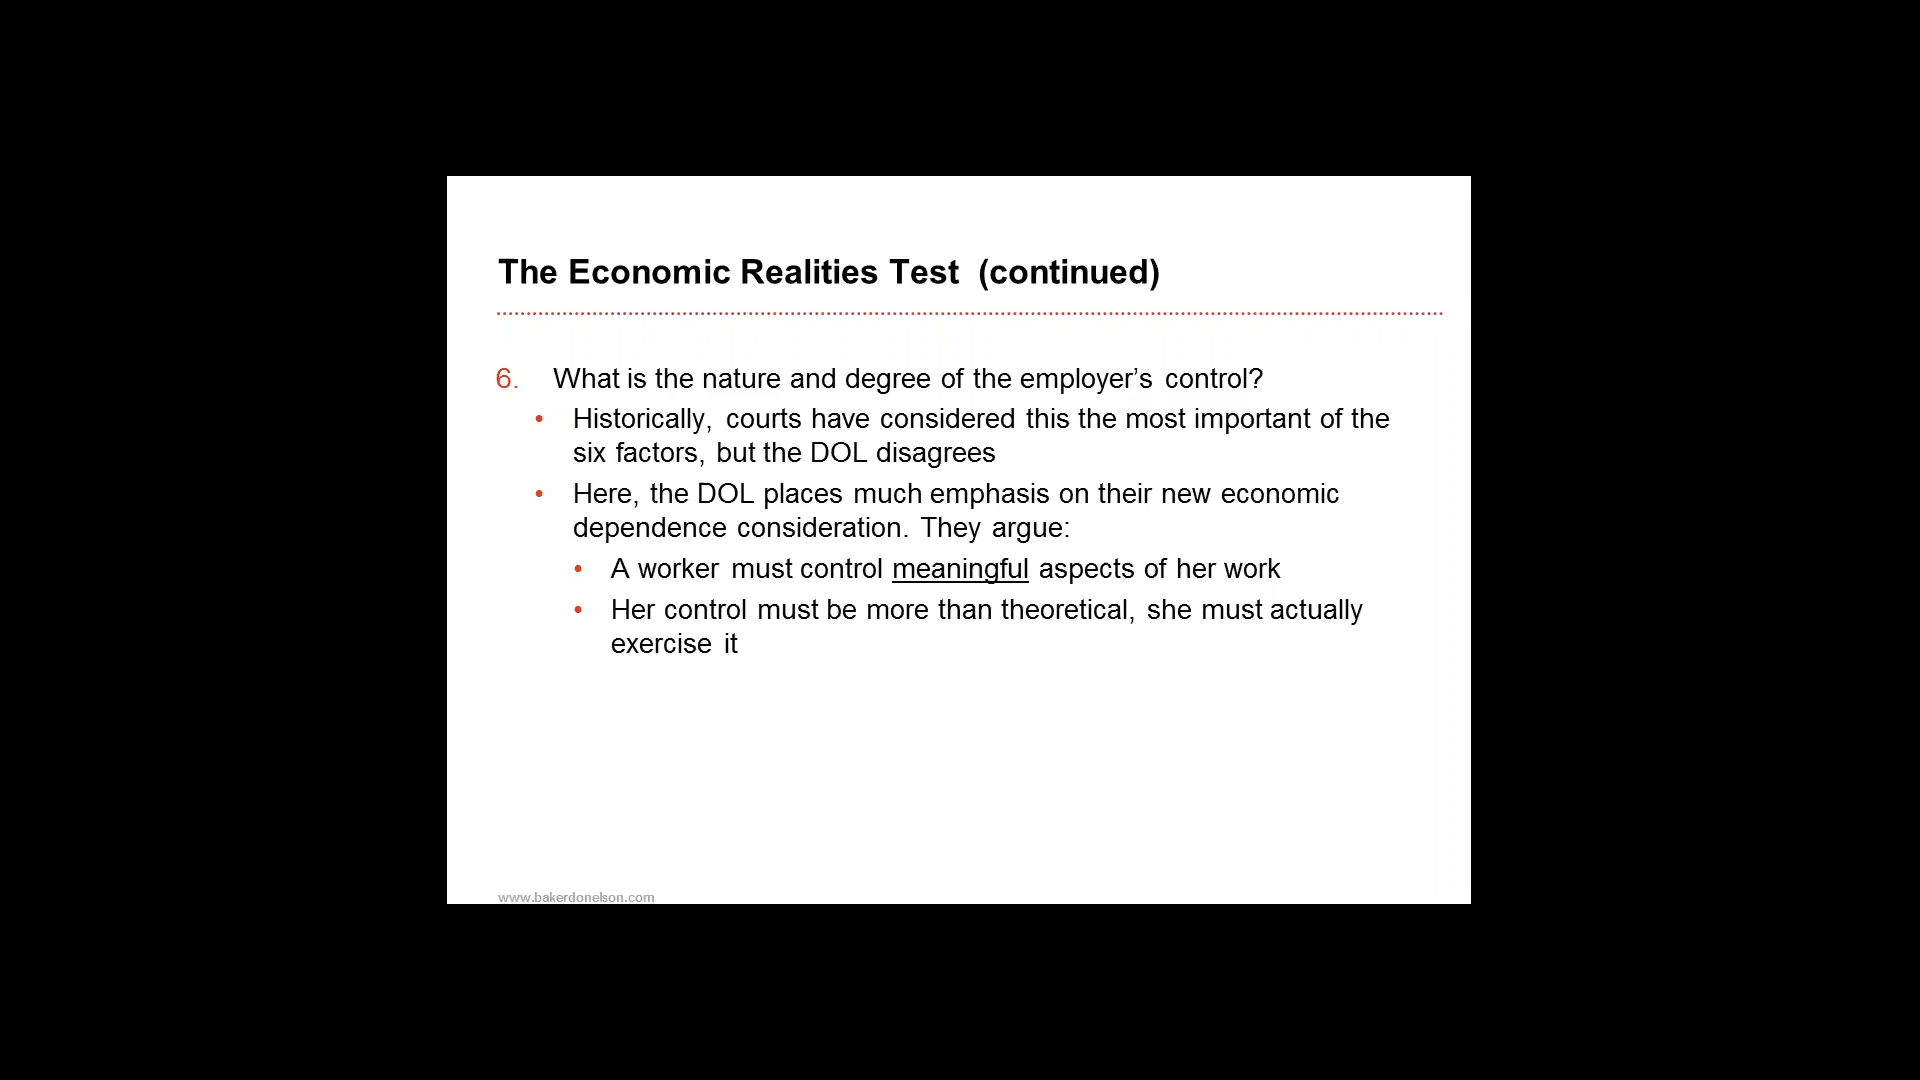 The Economic Realities Test (continued)
6. What is the nature and degree of the employer’s control?
• Historically, courts have considered this the most important of the
six factors, but the DOL disagrees
• Here, the DOL places much emphasis on their new economic
dependence consideration. They argue:
• A worker must control meaningful aspects of her work
• Her control must be more than theoretical, she must actually
exercise it
www.bakerdonelson.com